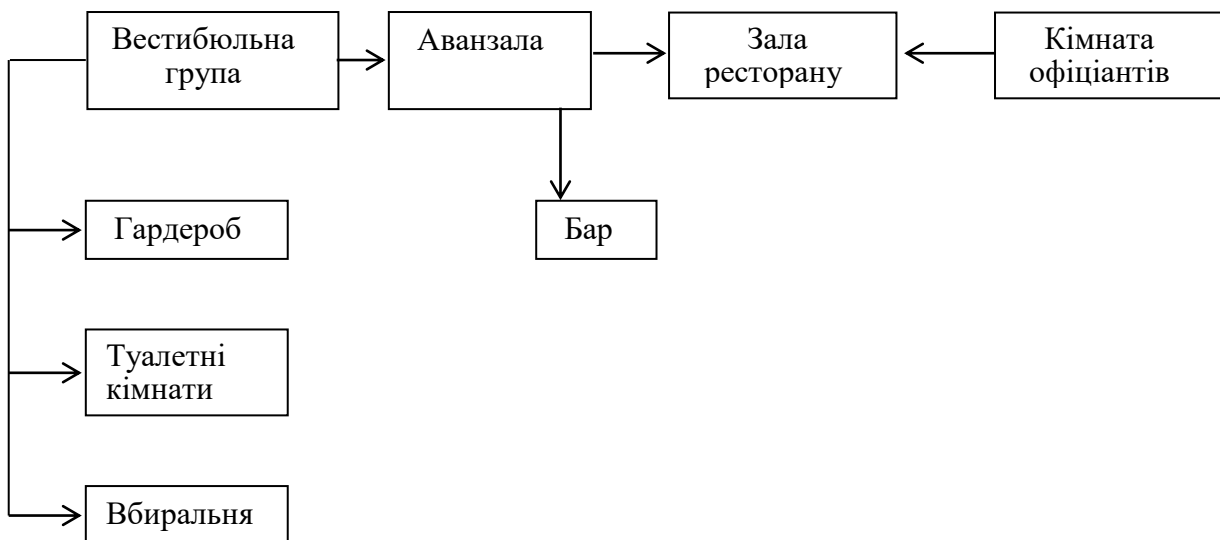 Вестибюльна
група
Аванзала
Зала
ресторану
Кімната
офіціантів
Гардероб
Бар
Туалетні
кімнати
Вбиральня